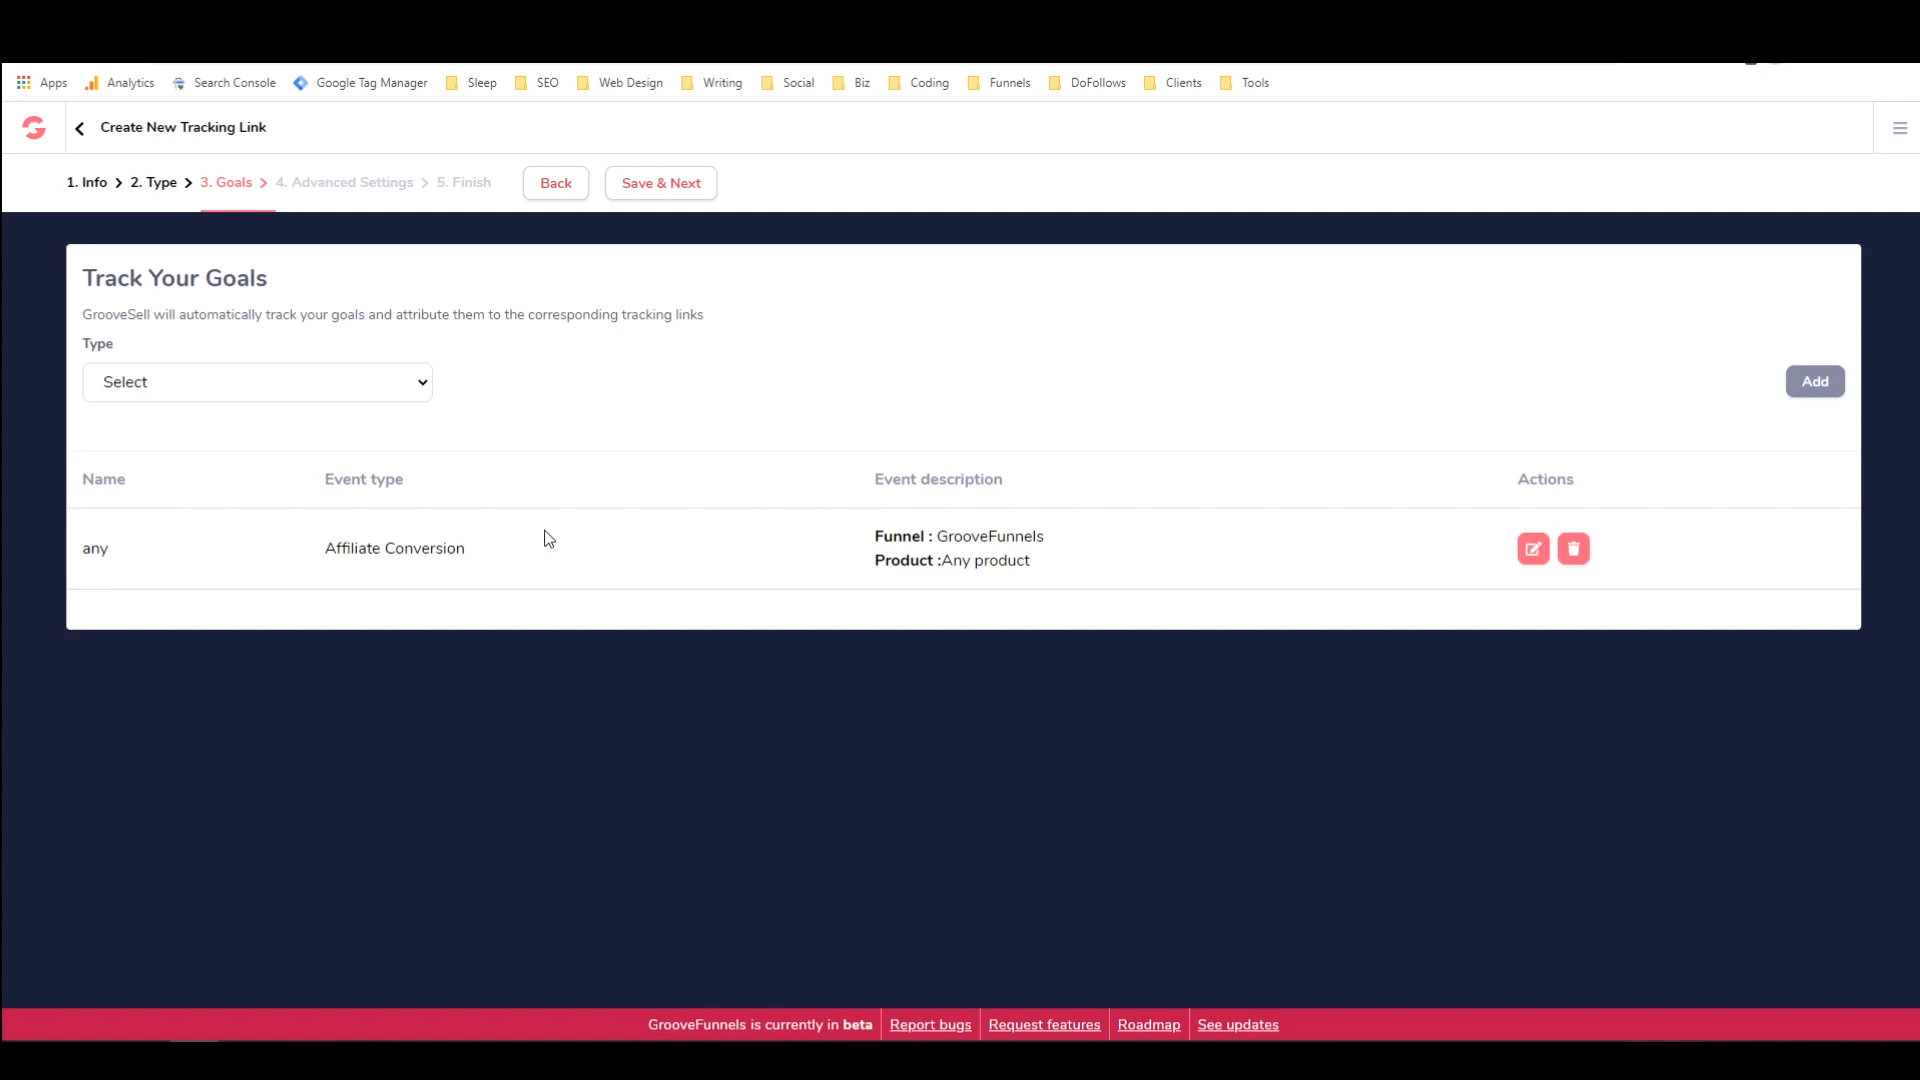 Apps Analytics Search Console Google Tag Manager Sleep SEO Web Design Writing Social Biz Coding Funnels DoFollows Clients Tools
Create New Tracking Link
1. Info > 2. Type > 3. Goals > 4. Advanced Settings > 5. Finish Back Save & Next
Track Your Goals
GrooveSell will automatically track your goals and attribute them to the corresponding tracking links
Type
Select Add
Name Event type Event description Actions
any Affiliate Conversion Funnel : GrooveFunnels
Product :Any product
GrooveFunnels is currently in beta Report bugs Request features Roadmap See updates